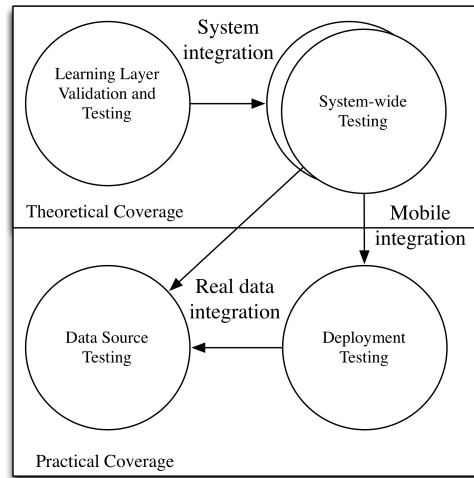 System
integration
Learning Layer
Validation and
Testing
System-wide
Testing
Theoretical Coverage
Mobile
integration
Real data
integration
Data Source
Testing
Deployment
Testing
Practical Coverage